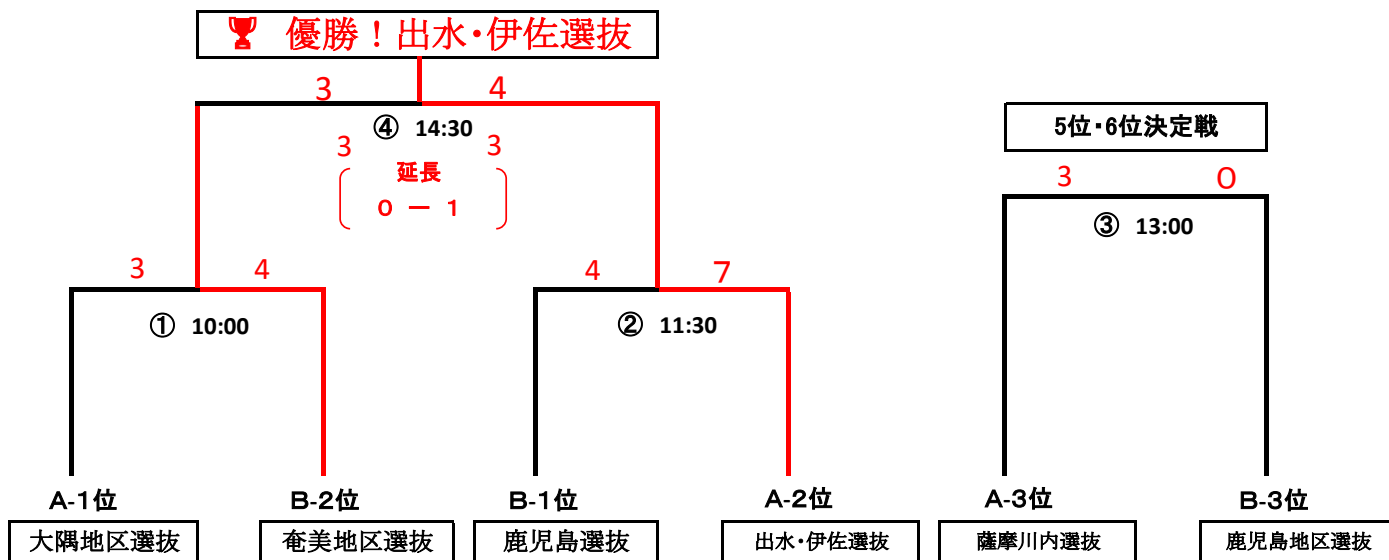 🏆 優勝！出水・伊佐選抜
3 4
④ 14:30
3 3
延長
０ － １
5位・6位決定戦
3 0
③ 13:00
3 4
① 10:00
4 7
② 11:30
A-1位 B-2位 B-1位 A-2位 A-3位 B-3位
大隅地区選抜 奄美地区選抜 鹿児島選抜 出水・伊佐選抜 薩摩川内選抜 鹿児島地区選抜